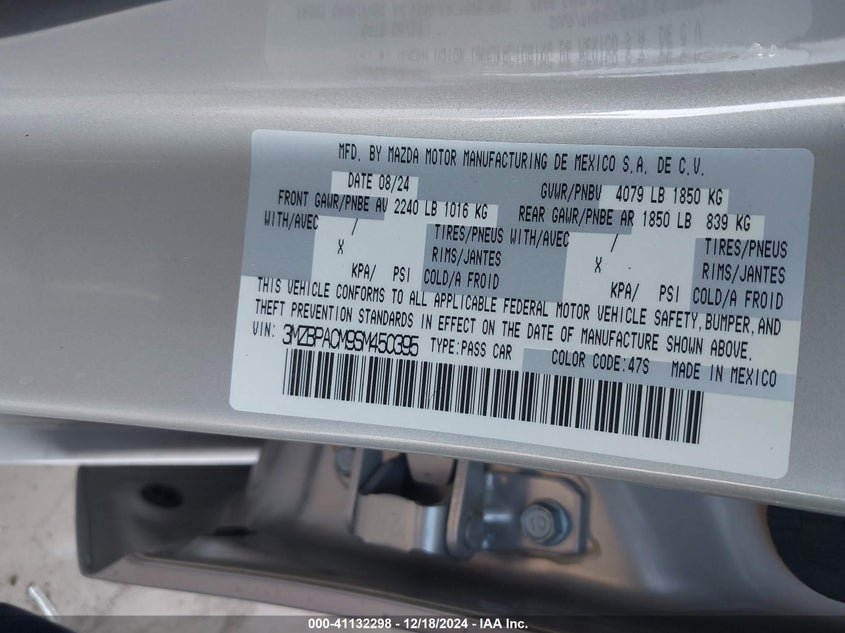 MFD. BY MAZDA MOTOR MANUFACTURING DE MEXICO S.A. DE C.V.
DATE 08/24 GVWR/PNBV 4079 LB 1850 KG
FRONT GAWR/PNBE AV 2240 LB 1016 KG REAR GAWR/PNBE AR 1850 LB 839 KG
WITH/AVEC / TIRES/PNEUS WITH/AVEC / TIRES/PNEUS
X RIMS/JANTES X RIMS/JANTES
KPA/ PSI COLD/A FROID KPA/ PSI COLD/A FROID
THIS VEHICLE CONFORMS TO ALL APPLICABLE FEDERAL MOTOR VEHICLE SAFETY, BUMPER, AND
THEFT PREVENTION STANDARDS IN EFFECT ON THE DATE OF MANUFACTURE SHOWN ABOVE.
VIN: 3MZBPACM9SM450395 TYPE:PASS CAR COLOR CODE:47S MADE IN MEXICO
000-41132298 - 12/18/2024 - IAA Inc.